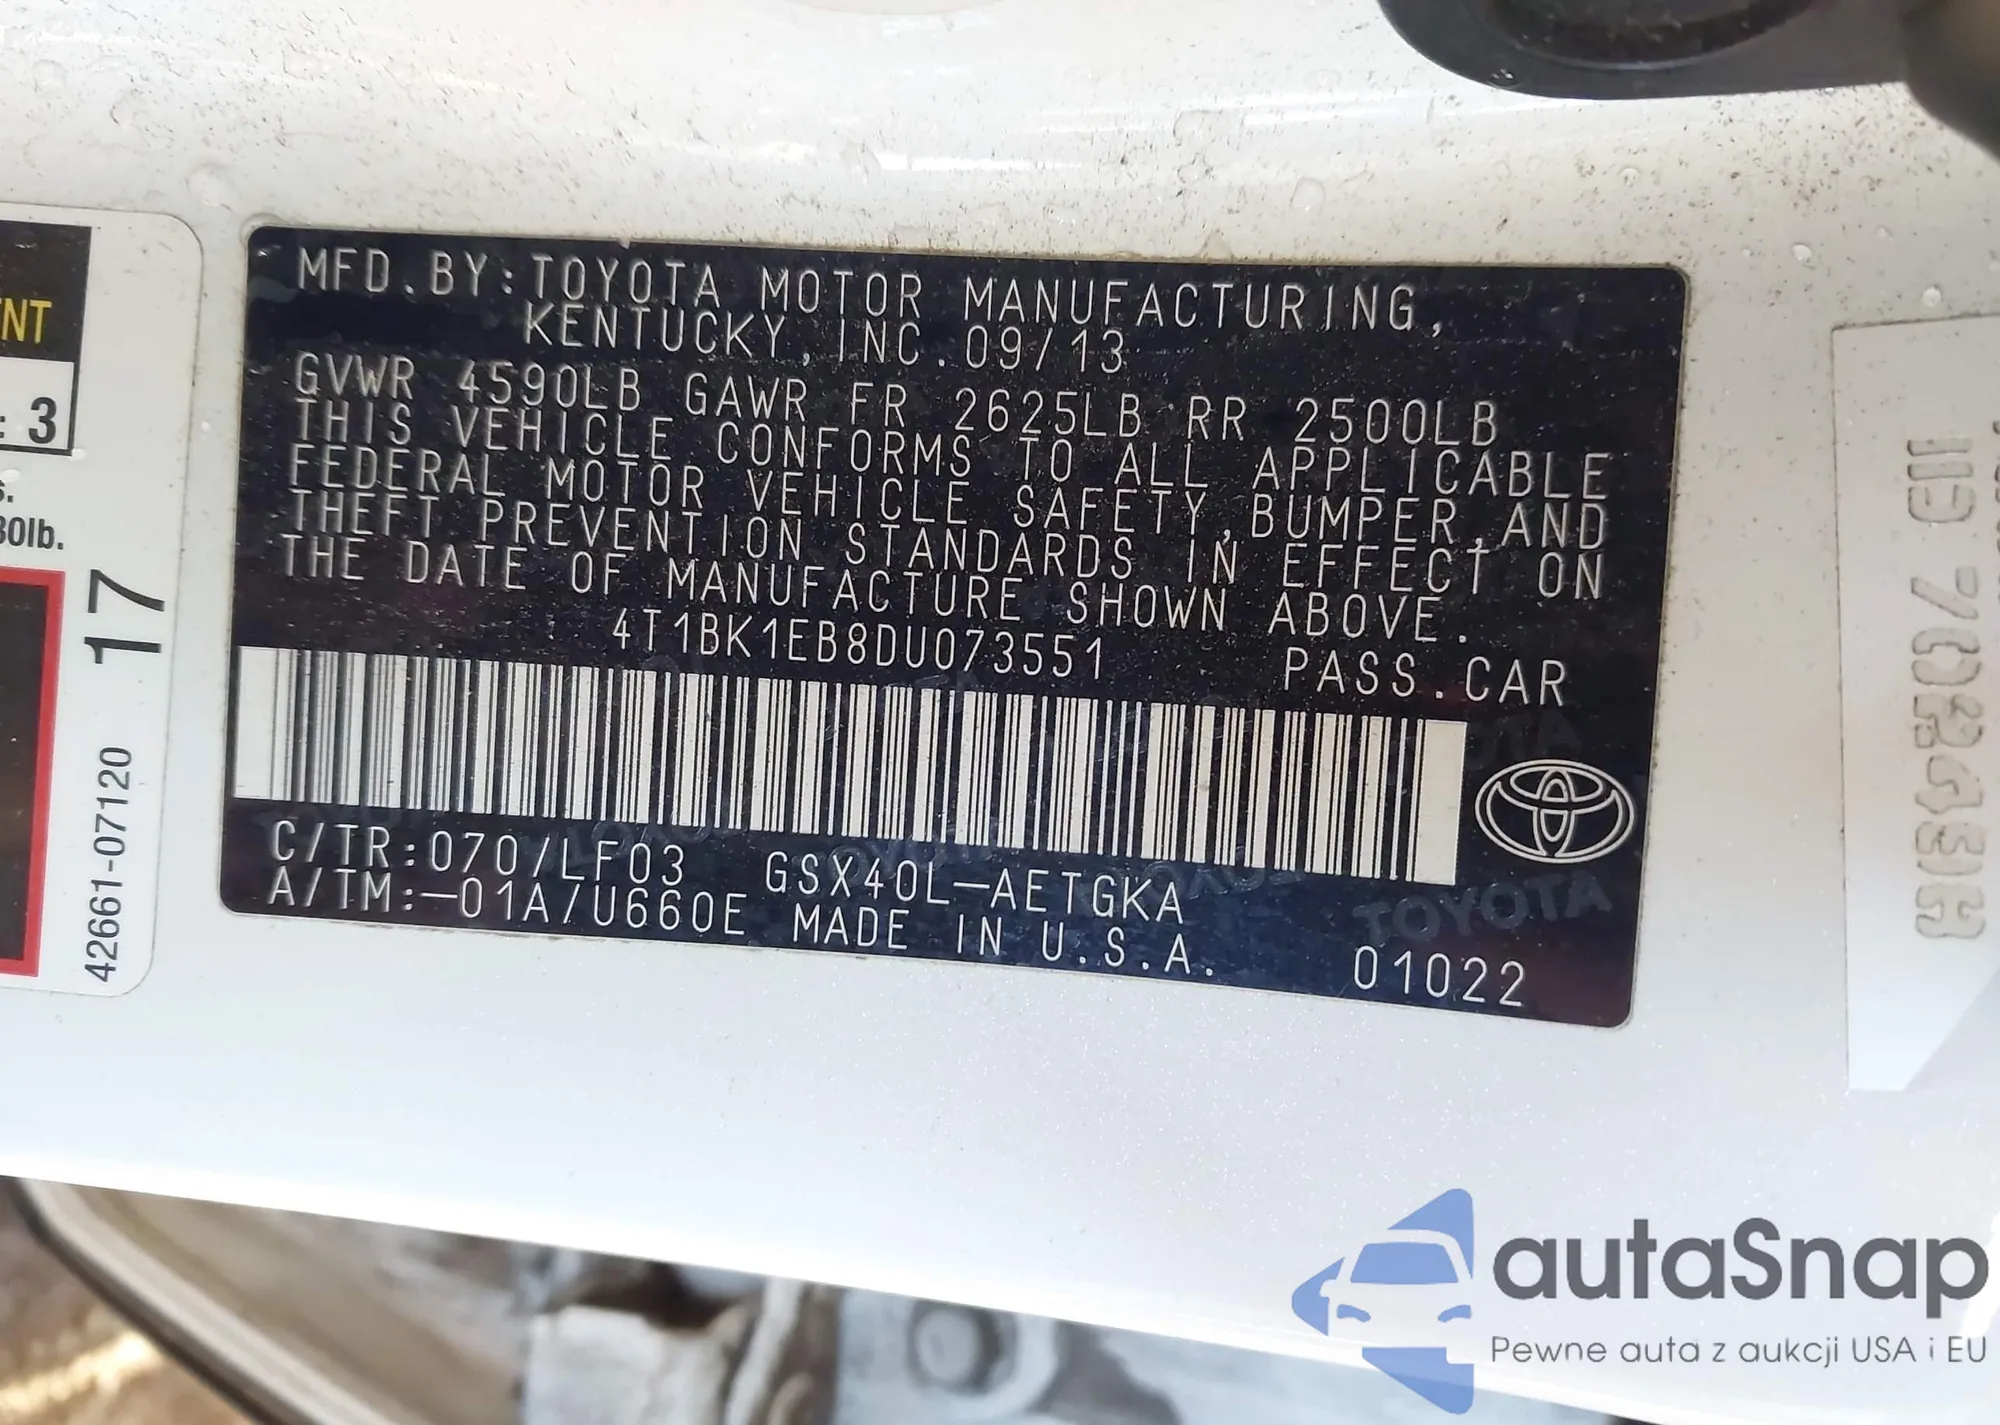 MFD. BY: TOYOTA MOTOR MANUFACTURING,
KENTUCKY, INC. 09/13
GVWR 4590LB GAWR FR 2625LB RR 2500LB
THIS VEHICLE CONFORMS TO ALL APPLICABLE
FEDERAL MOTOR VEHICLE SAFETY, BUMPER, AND
THEFT PREVENTION STANDARDS IN EFFECT ON
THE DATE OF MANUFACTURE SHOWN ABOVE.
4T1BK1EB8DU073551 PASS. CAR
C/TR: 070/LF03 GSX40L-AETGKA
A/TM: -01A/U660E MADE IN U.S.A.
01022
TOYOTA
NT
: 3
s.
30lb.
17
42661-07120
autaSnap
Pewne auta z aukcji USA i EU